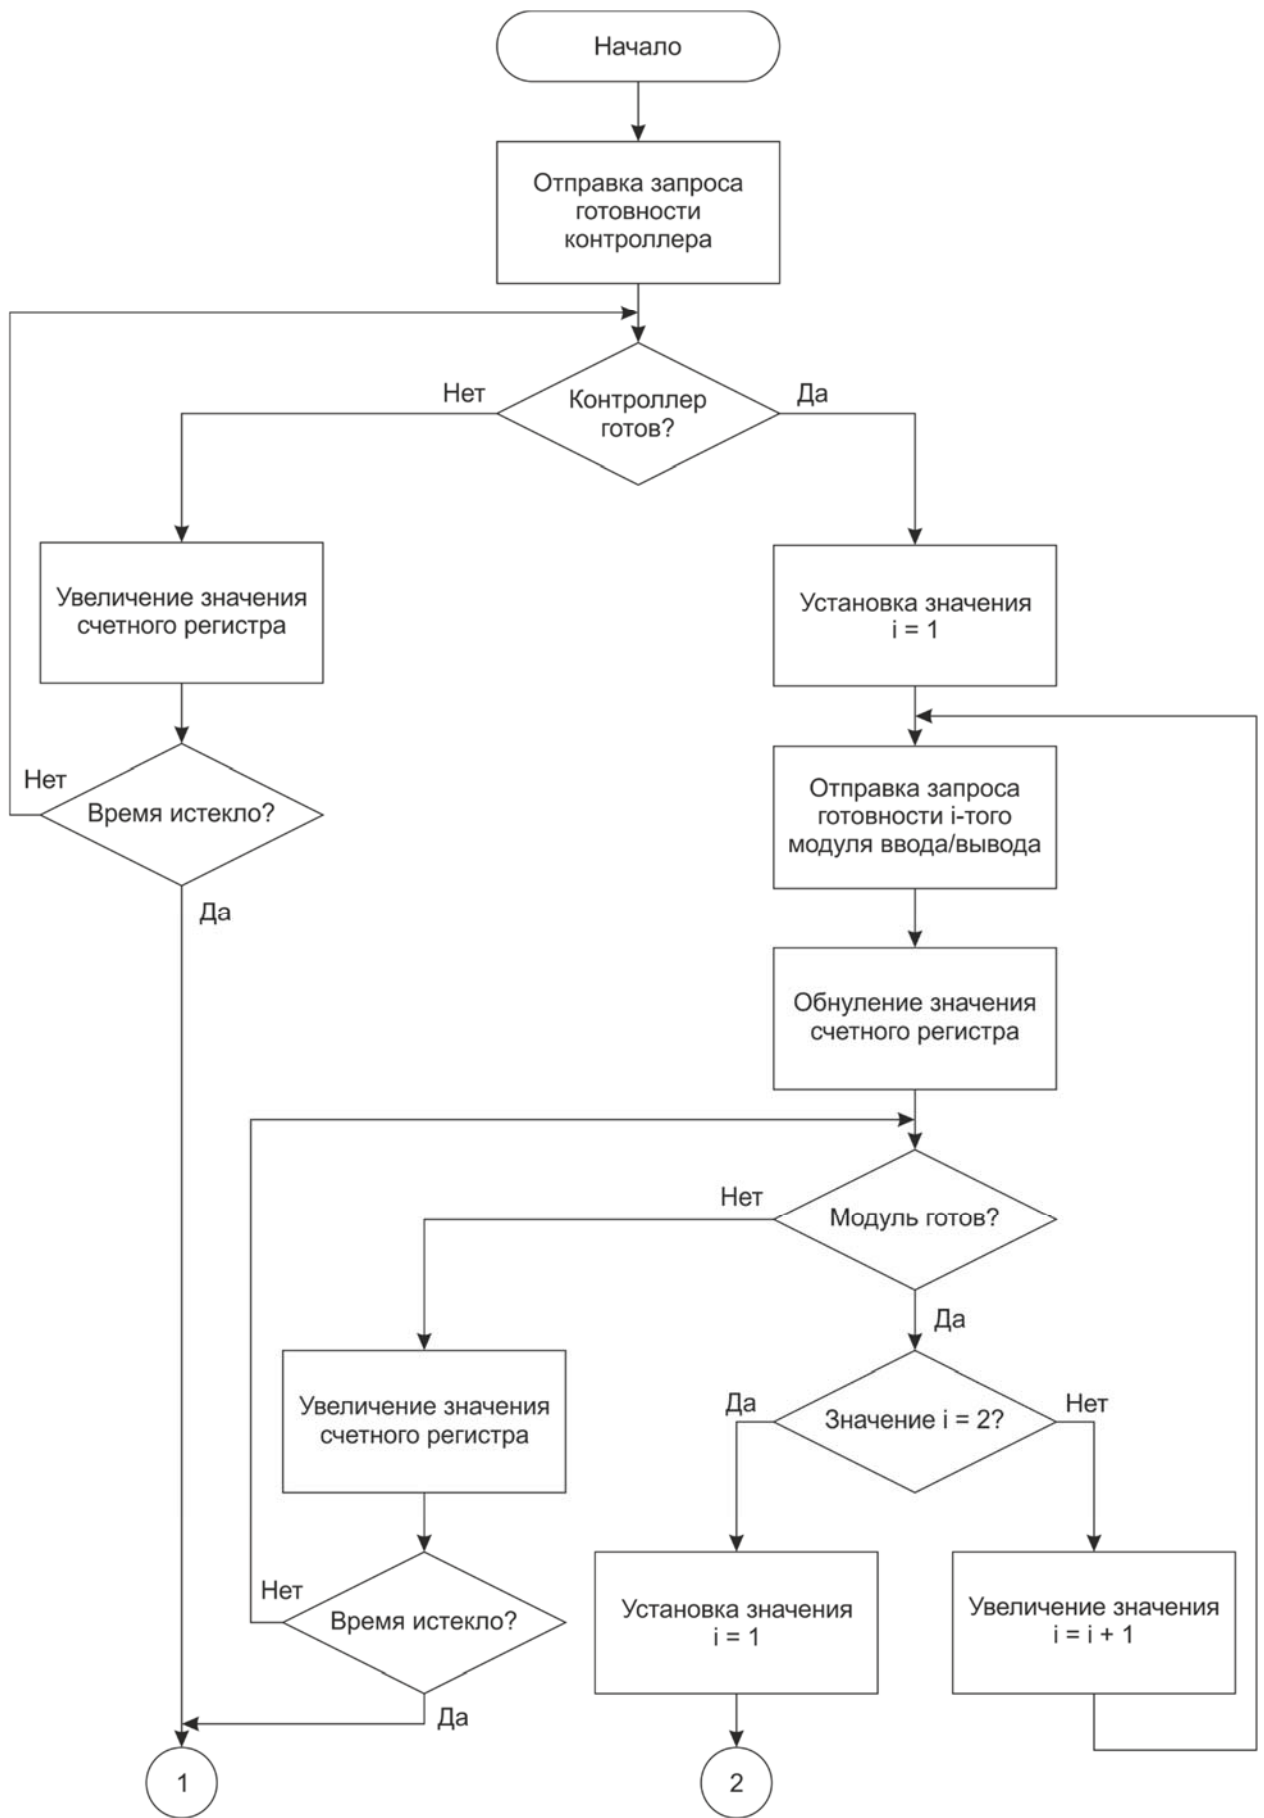 Начало
Отправка запроса
готовности
контроллера
Нет
Контроллер
готов?
Да
Увеличение значения
счетного регистра
Установка значения
i = 1
Нет
Время истекло?
Да
Отправка запроса
готовности i-того
модуля ввода/вывода
Обнуление значения
счетного регистра
Нет
Модуль готов?
Да
Увеличение значения
счетного регистра
Да
Значение i = 2?
Нет
Нет
Время истекло?
Да
Установка значения
i = 1
Увеличение значения
i = i + 1
1
2